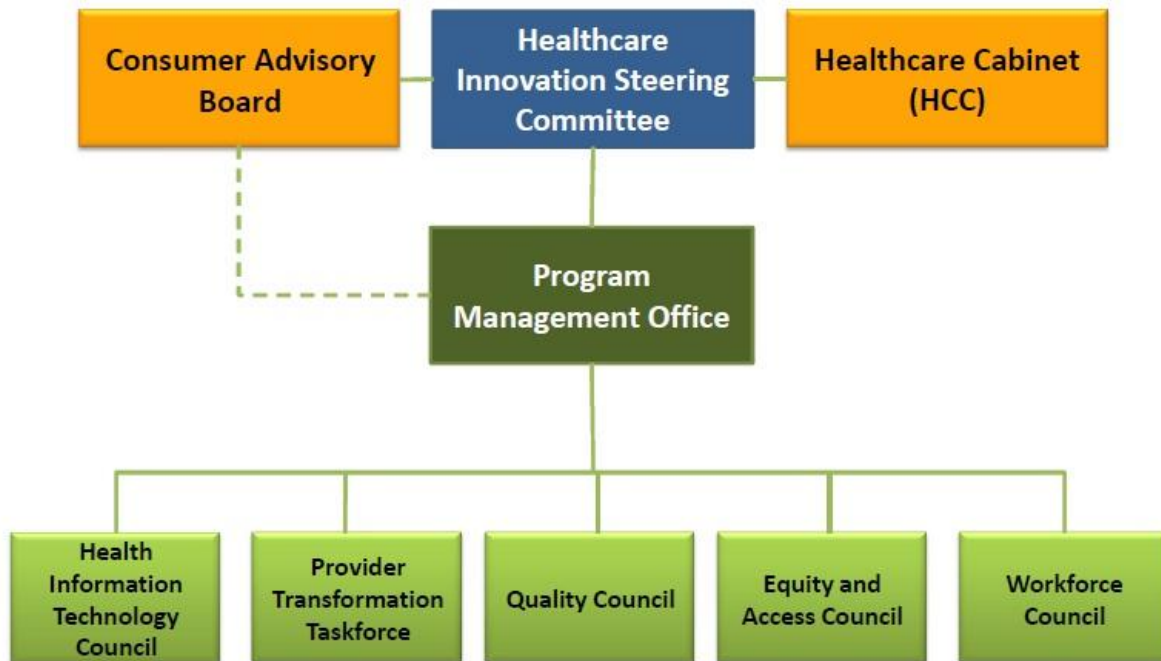 Consumer Advisory
Board
Healthcare
Innovation Steering
Committee
Healthcare Cabinet
(HCC)
Program
Management Office
Health
Information
Technology
Council
Provider
Transformation
Taskforce
Quality Council
Equity and
Access Council
Workforce
Council